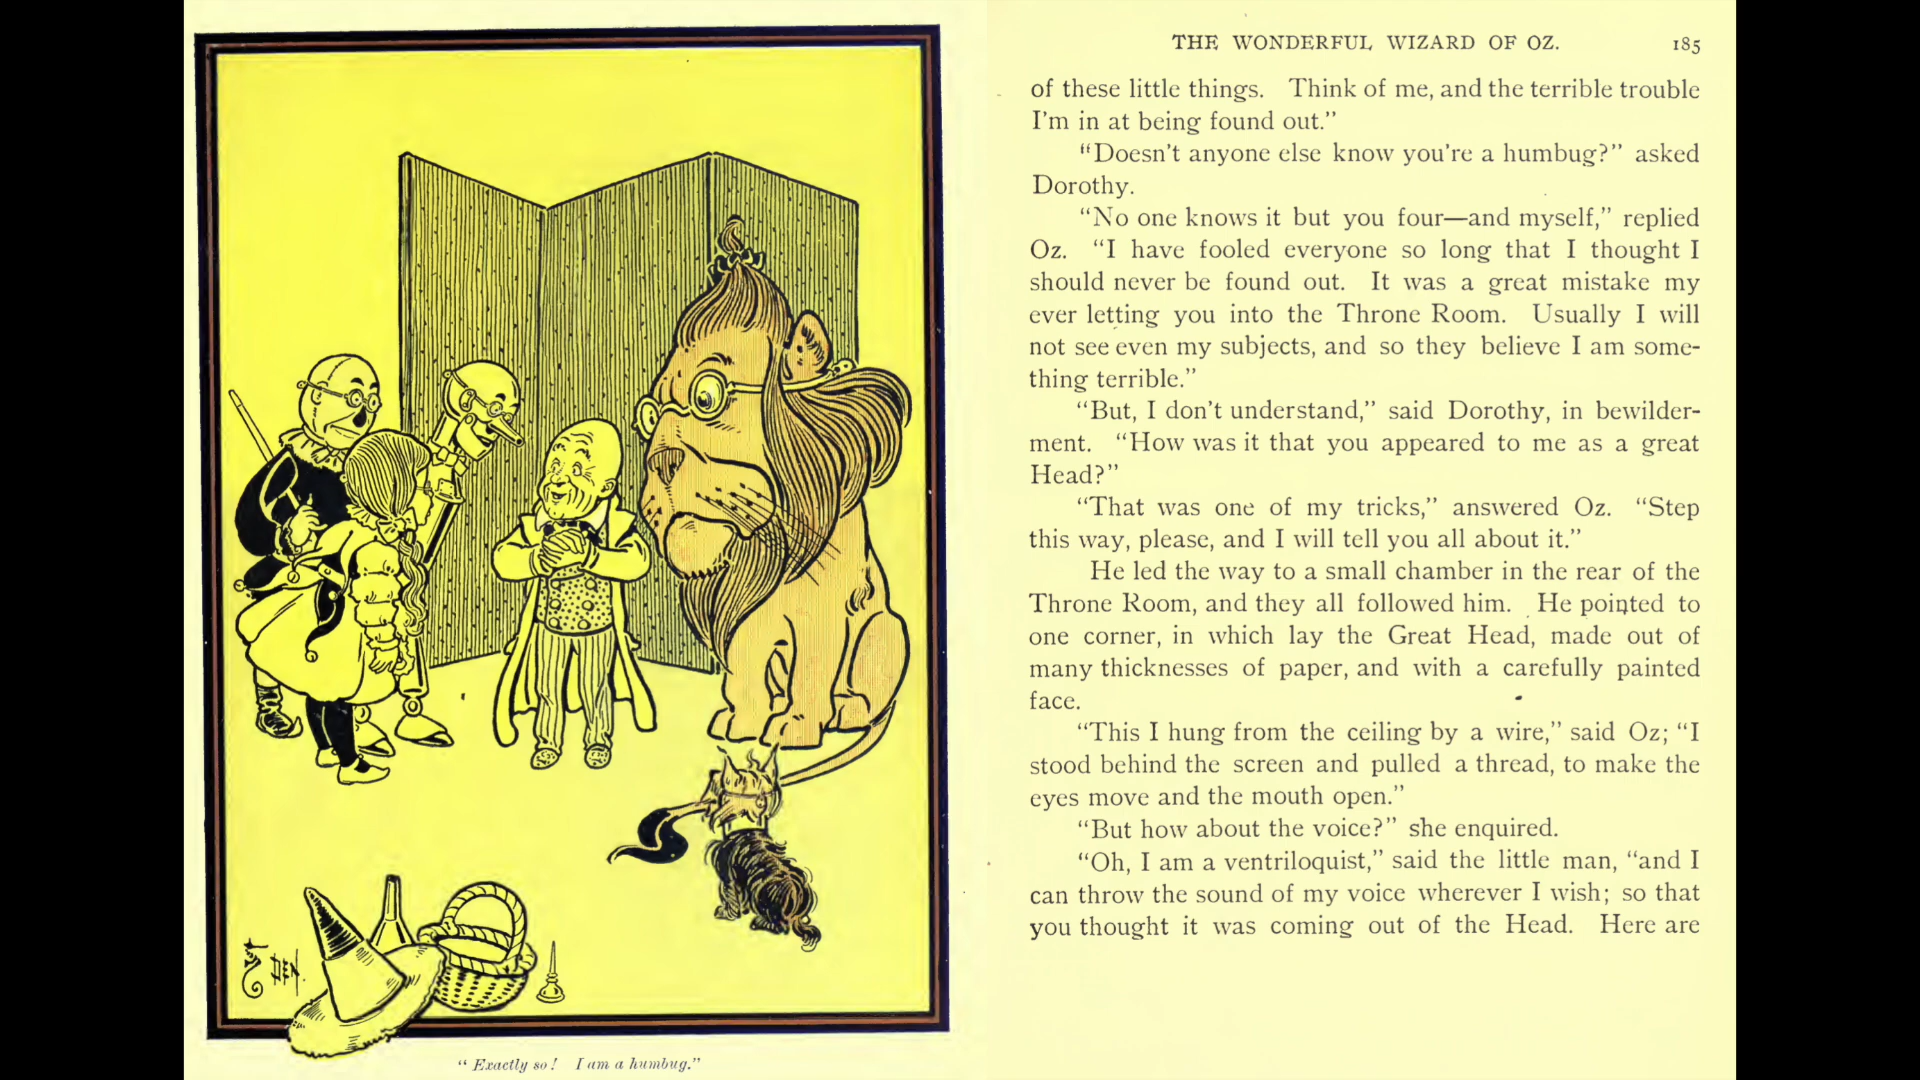 "Exactly so! I am a humbug."
THE WONDERFUL WIZARD OF OZ.
185
of these little things. Think of me, and the terrible trouble
I'm in at being found out."
"Doesn't anyone else know you're a humbug?" asked
Dorothy.
"No one knows it but you four—and myself," replied
Oz. "I have fooled everyone so long that I thought I
should never be found out. It was a great mistake my
ever letting you into the Throne Room. Usually I will
not see even my subjects, and so they believe I am some-
thing terrible."
"But, I don't understand," said Dorothy, in bewilder-
ment. "How was it that you appeared to me as a great
Head?"
"That was one of my tricks," answered Oz. "Step
this way, please, and I will tell you all about it."
He led the way to a small chamber in the rear of the
Throne Room, and they all followed him. He pointed to
one corner, in which lay the Great Head, made out of
many thicknesses of paper, and with a carefully painted
face.
"This I hung from the ceiling by a wire," said Oz; "I
stood behind the screen and pulled a thread, to make the
eyes move and the mouth open."
"But how about the voice?" she enquired.
"Oh, I am a ventriloquist," said the little man, "and I
can throw the sound of my voice wherever I wish; so that
you thought it was coming out of the Head. Here are